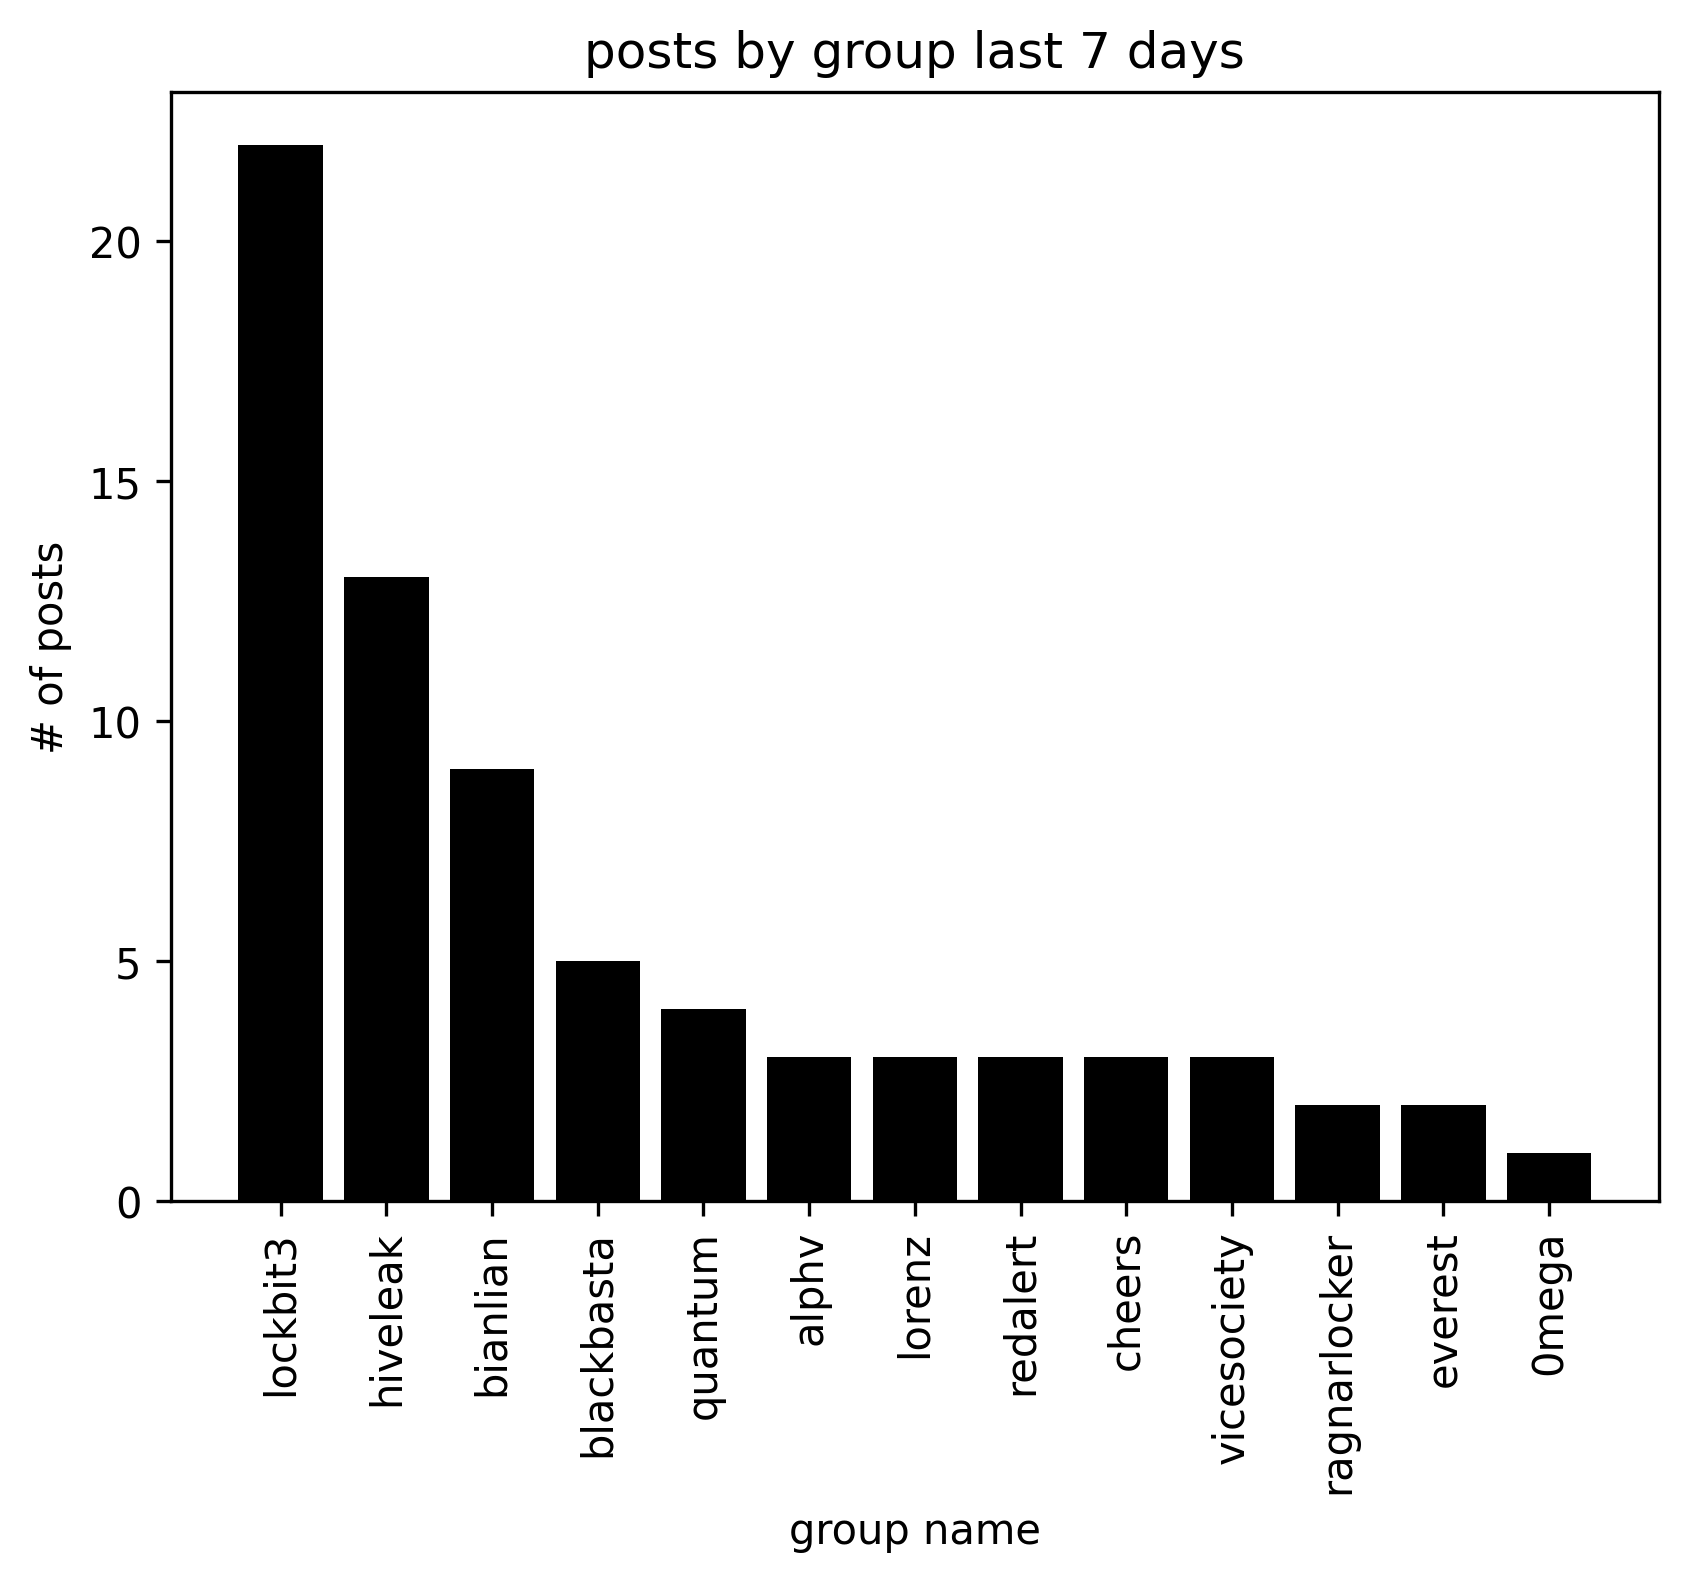 posts by group last 7 days
# of posts
20
15
10
5
0
lockbit3
hiveleak
bianlian
blackbasta
quantum
alphv
lorenz
redalert
cheers
vicesociety
ragnarlocker
everest
0mega
group name